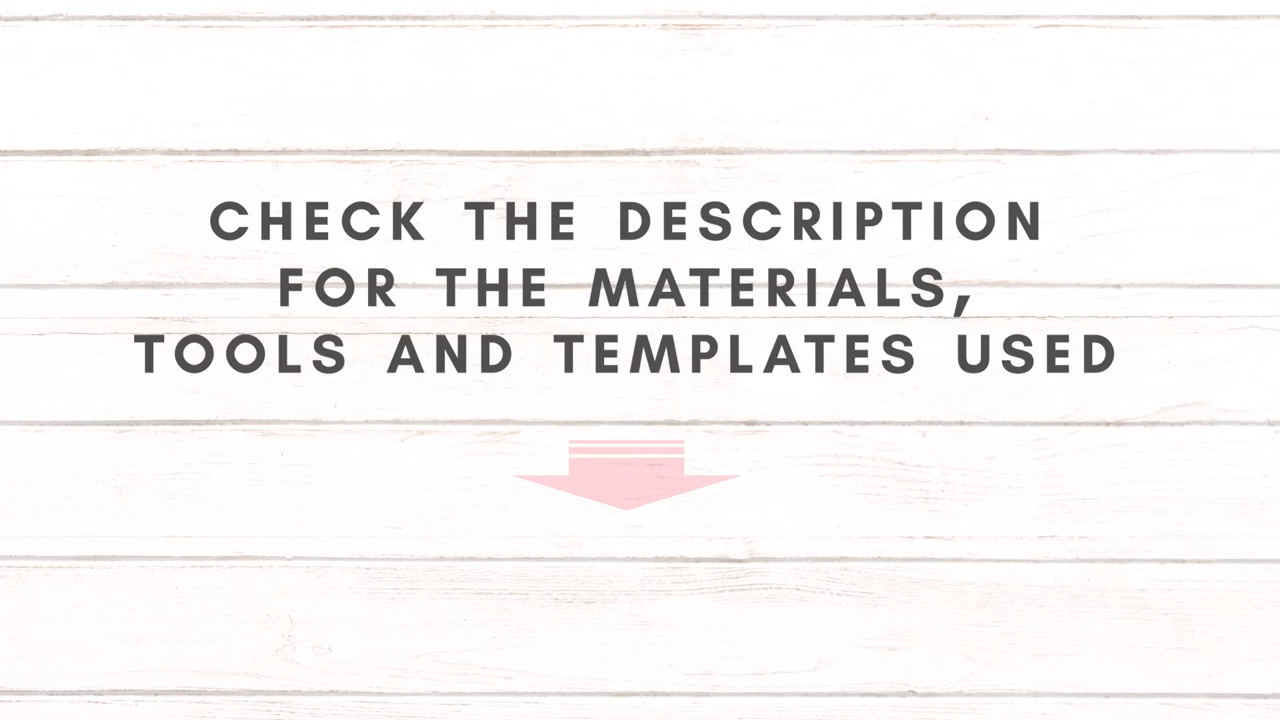 CHECK THE DESCRIPTION
FOR THE MATERIALS,
TOOLS AND TEMPLATES USED